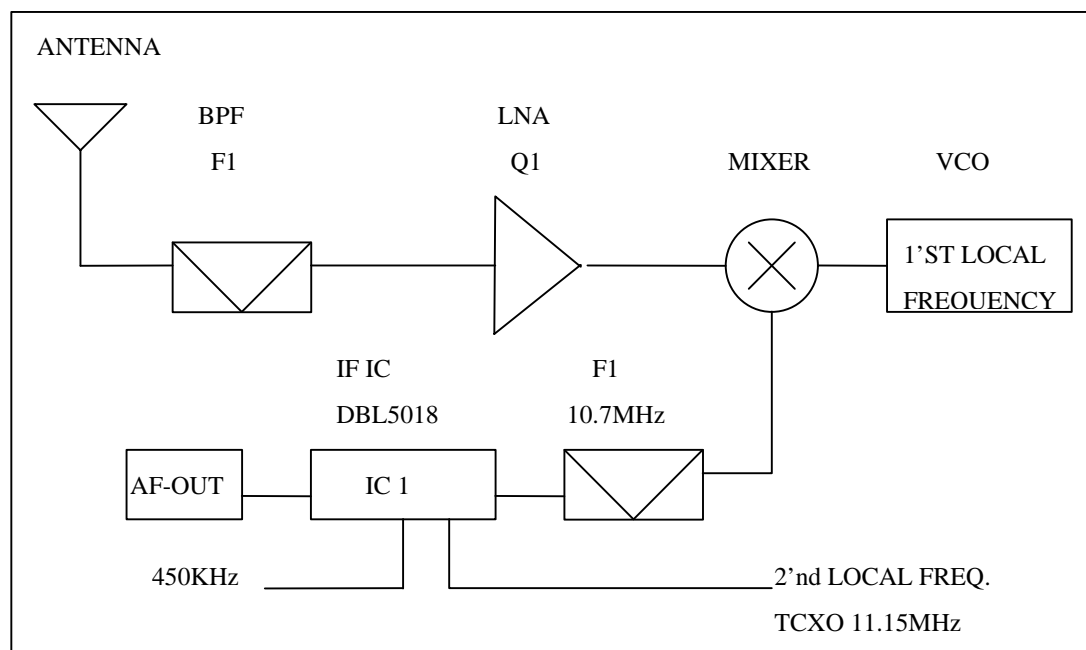 ANTENNA
BPF
F1
LNA
Q1
MIXER
VCO
1’ST LOCAL
FREOUENCY
IF IC
DBL5018
F1
10.7MHz
AF-OUT
IC 1
450KHz
2’nd LOCAL FREQ.
TCXO 11.15MHz